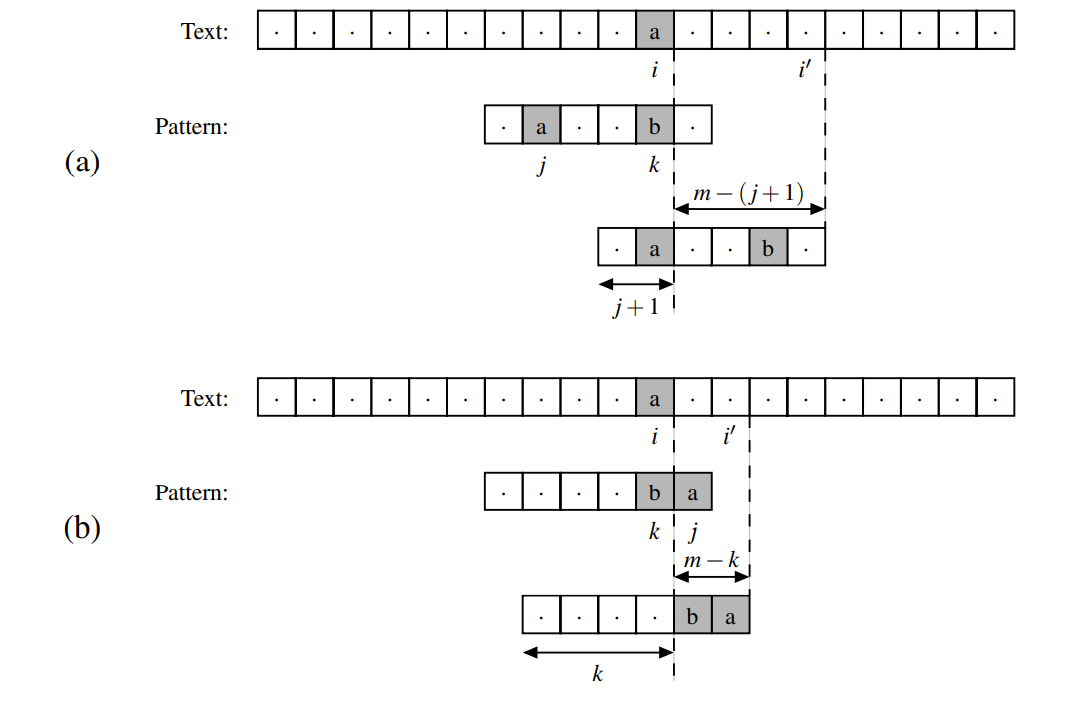 Text: · · · · · · · · · · a · · · · · · · · ·
i i′
Pattern: · a · · b ·
j k
(a)
m − (j + 1)
· a · · b ·
j + 1
Text: · · · · · · · · · · a · · · · · · · · ·
i i′
Pattern: · · · · b a
(b)
k j
m − k
· · · · b a
k